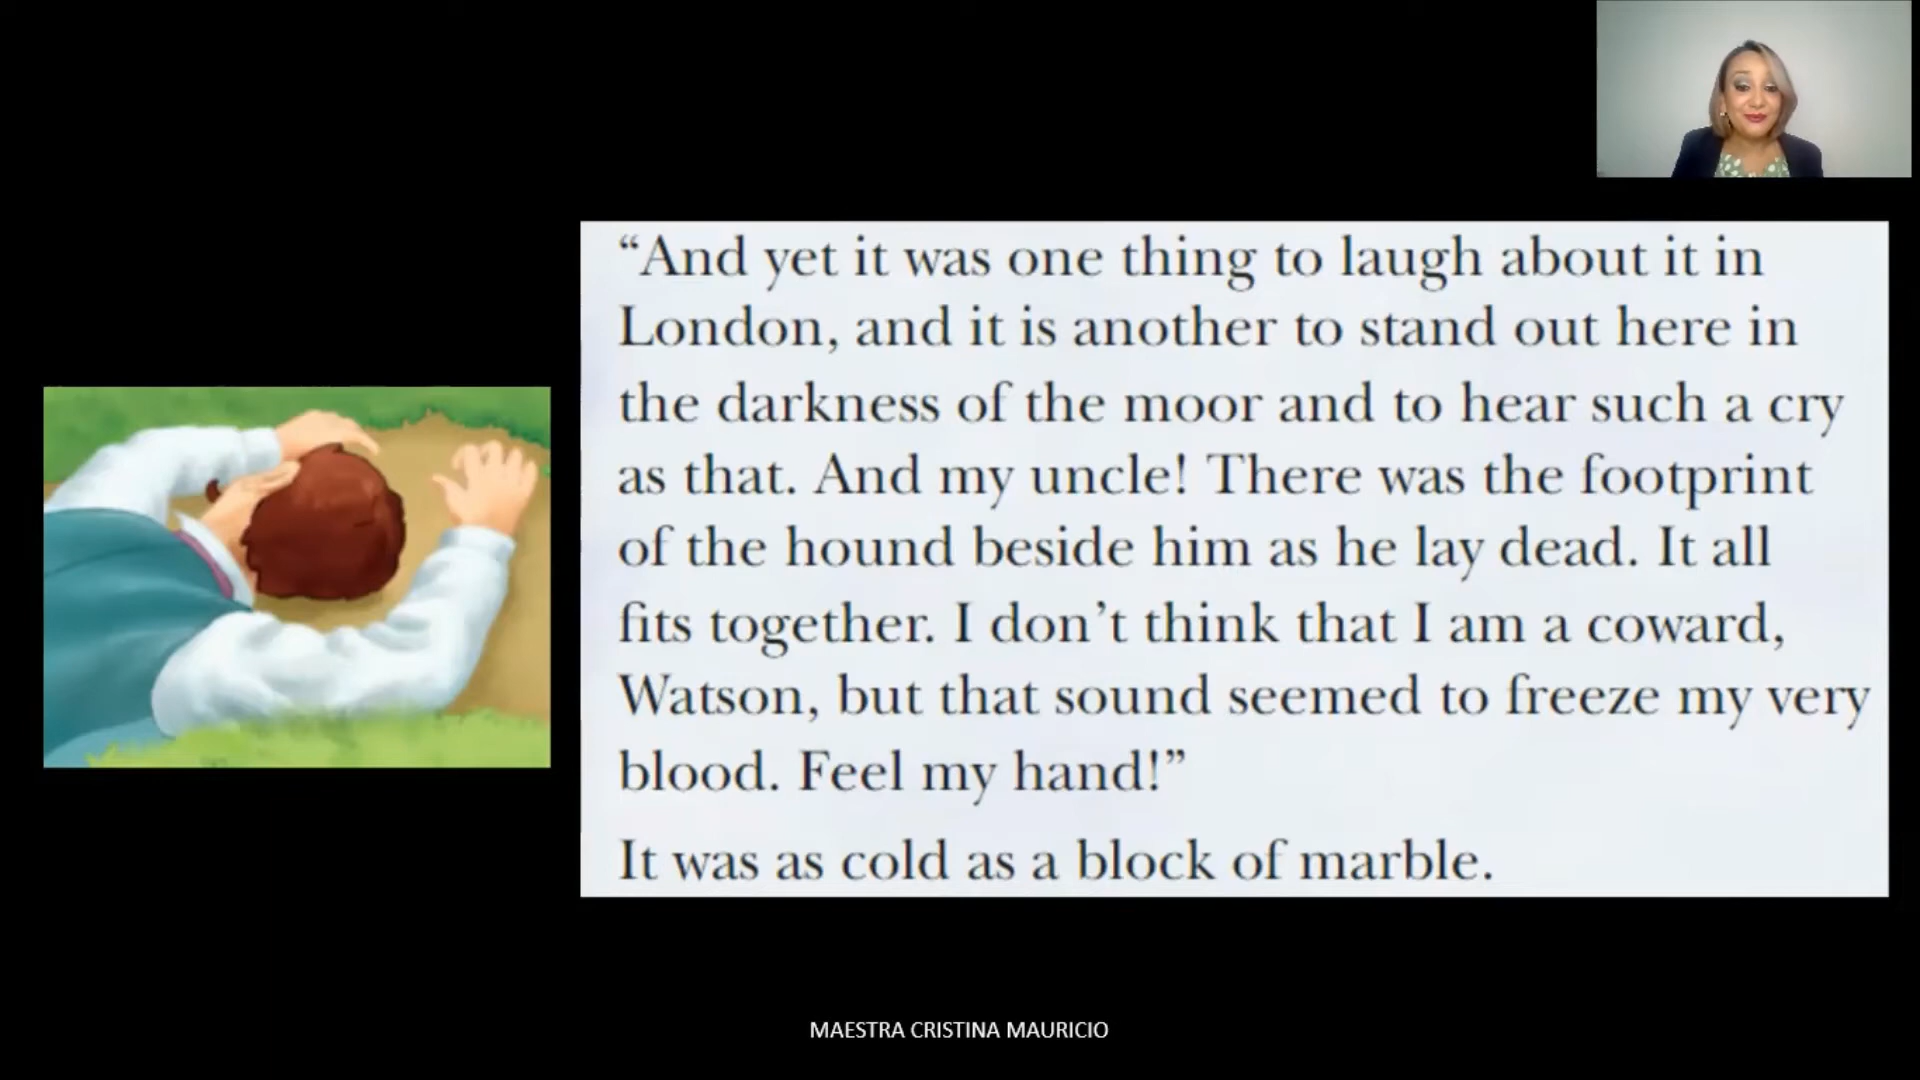 “And yet it was one thing to laugh about it in
London, and it is another to stand out here in
the darkness of the moor and to hear such a cry
as that. And my uncle! There was the footprint
of the hound beside him as he lay dead. It all
fits together. I don’t think that I am a coward,
Watson, but that sound seemed to freeze my very
blood. Feel my hand!”
It was as cold as a block of marble.
MAESTRA CRISTINA MAURICIO